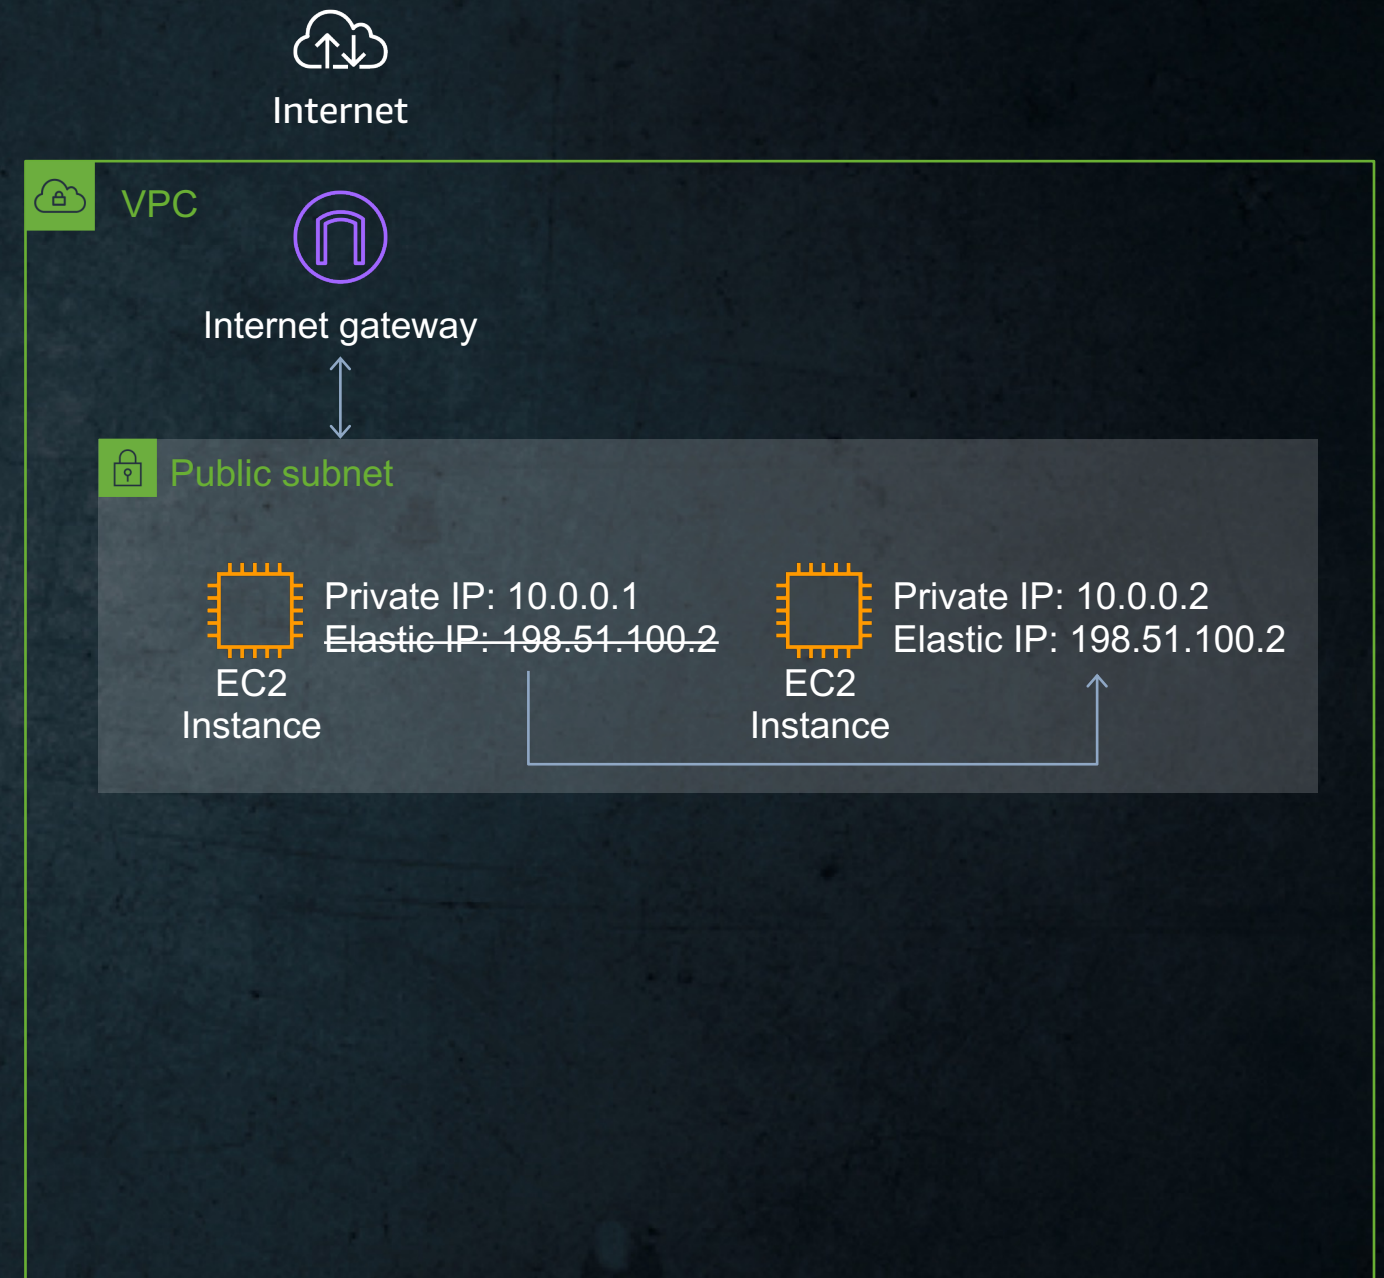 Internet
VPC
Internet gateway
Public subnet
Private IP: 10.0.0.1
Elastic IP: 198.51.100.2
EC2
Instance
Private IP: 10.0.0.2
Elastic IP: 198.51.100.2
EC2
Instance